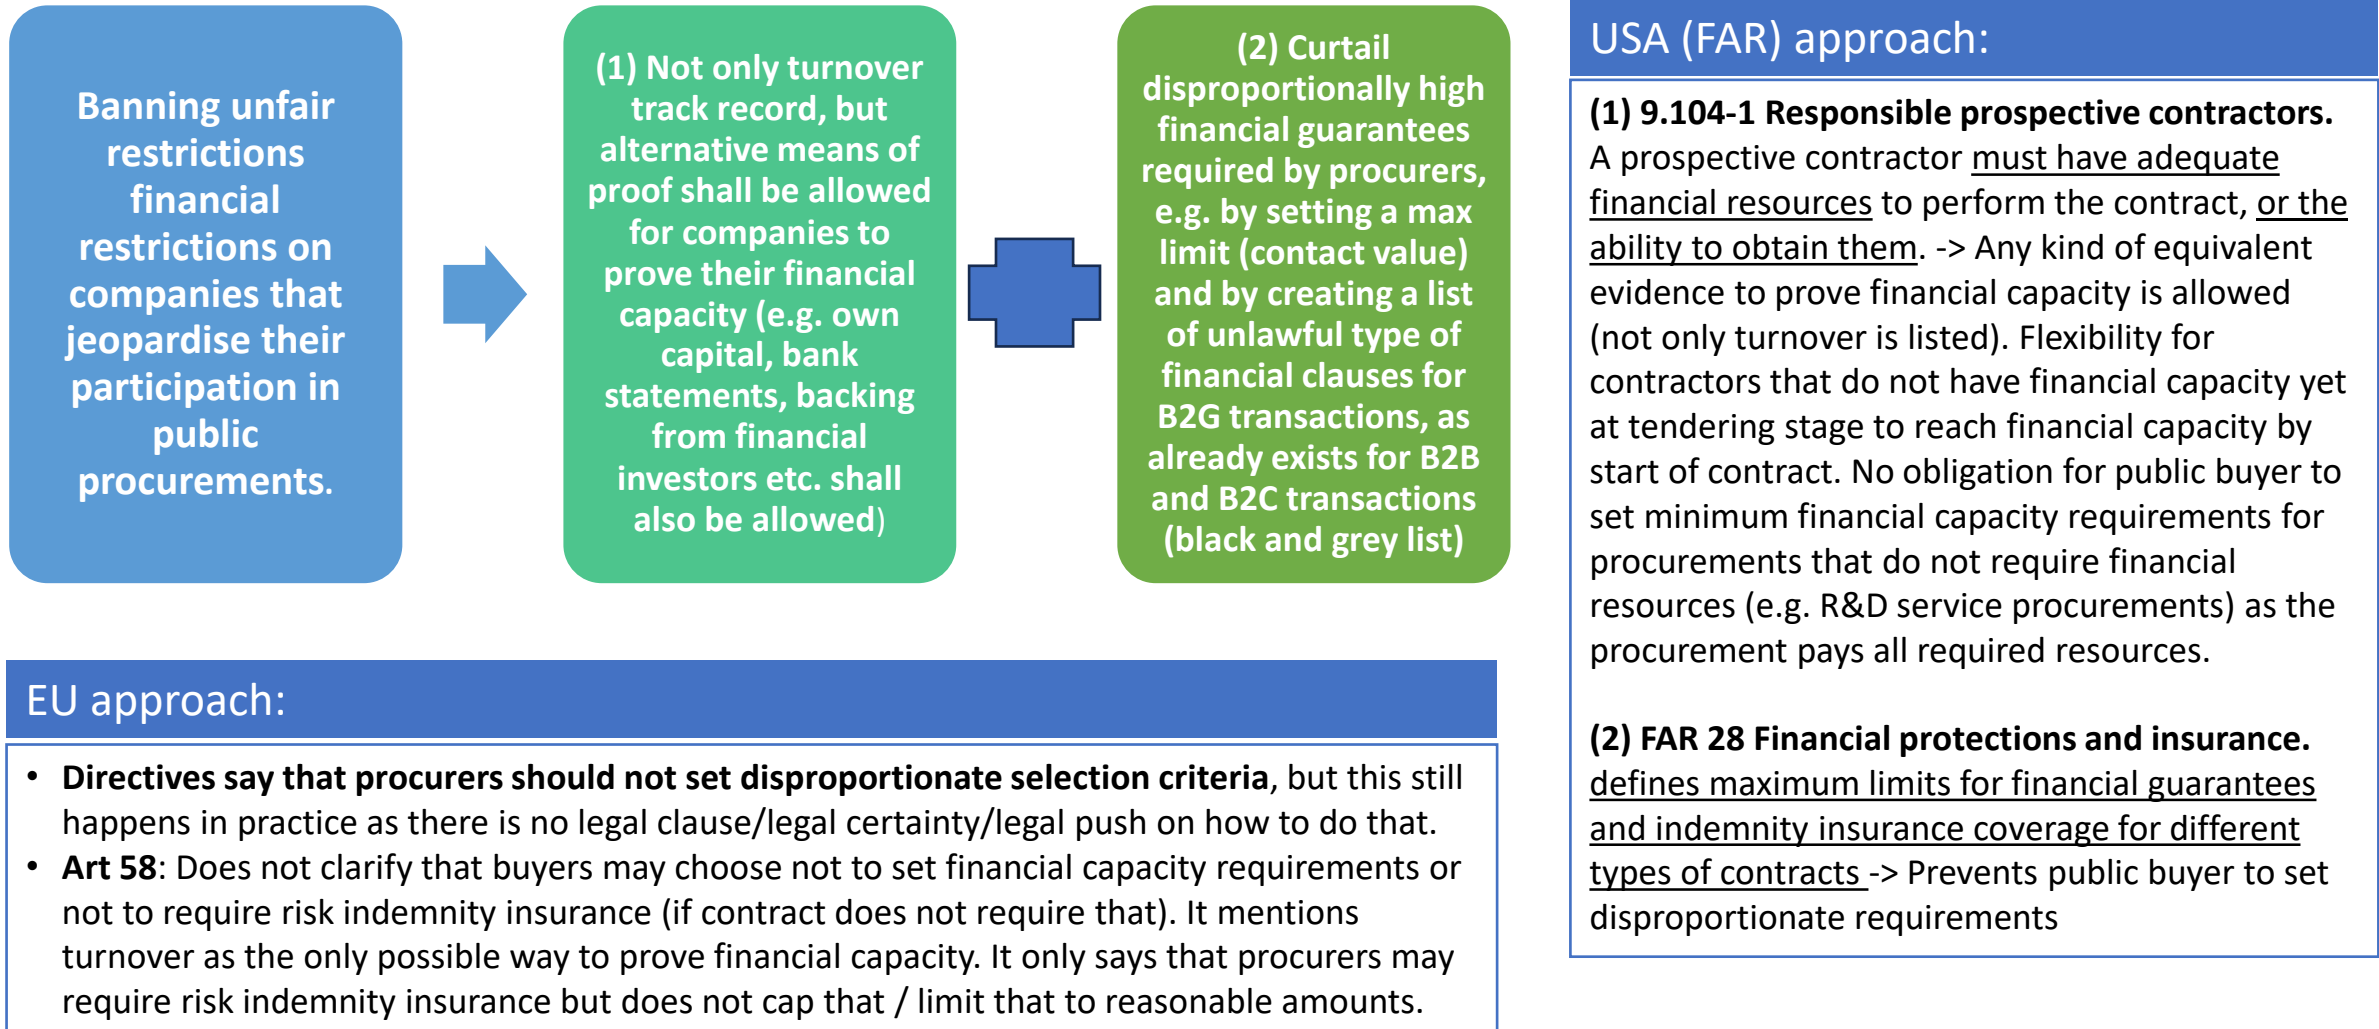 Banning unfair
restrictions
financial
restrictions on
companies that
jeopardise their
participation in
public
procurements.
(1) Not only turnover
track record, but
alternative means of
proof shall be allowed
for companies to
prove their financial
capacity (e.g. own
capital, bank
statements, backing
from financial
investors etc. shall
also be allowed)
(2) Curtail
disproportionally high
financial guarantees
required by procurers,
e.g. by setting a max
limit (contact value)
and by creating a list
of unlawful type of
financial clauses for
B2G transactions, as
already exists for B2B
and B2C transactions
(black and grey list)
USA (FAR) approach:
(1) 9.104-1 Responsible prospective contractors.
A prospective contractor must have adequate
financial resources to perform the contract, or the
ability to obtain them. -> Any kind of equivalent
evidence to prove financial capacity is allowed
(not only turnover is listed). Flexibility for
contractors that do not have financial capacity yet
at tendering stage to reach financial capacity by
start of contract. No obligation for public buyer to
set minimum financial capacity requirements for
procurements that do not require financial
resources (e.g. R&D service procurements) as the
procurement pays all required resources.
(2) FAR 28 Financial protections and insurance.
defines maximum limits for financial guarantees
and indemnity insurance coverage for different
types of contracts -> Prevents public buyer to set
disproportionate requirements
EU approach:
• Directives say that procurers should not set disproportionate selection criteria, but this still
happens in practice as there is no legal clause/legal certainty/legal push on how to do that.
• Art 58: Does not clarify that buyers may choose not to set financial capacity requirements or
not to require risk indemnity insurance (if contract does not require that). It mentions
turnover as the only possible way to prove financial capacity. It only says that procurers may
require risk indemnity insurance but does not cap that / limit that to reasonable amounts.